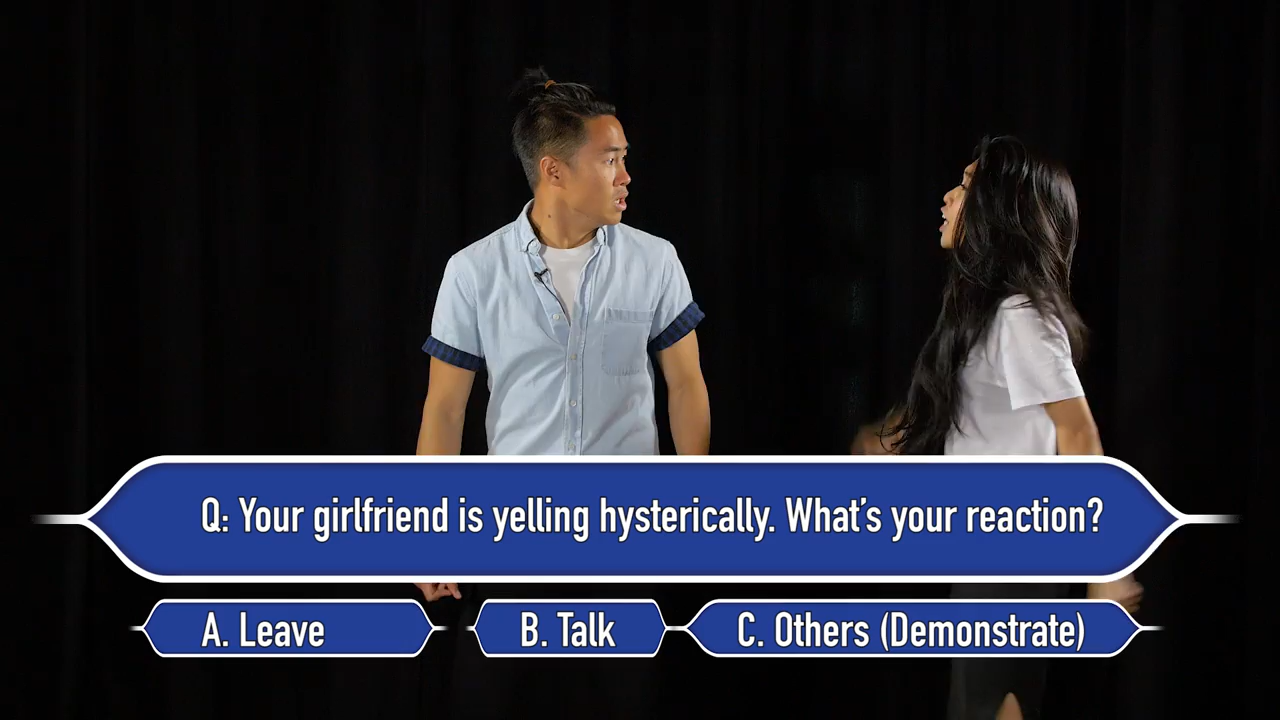 Q: Your girlfriend is yelling hysterically. What's your reaction?
A. Leave
B. Talk
C. Others (Demonstrate)